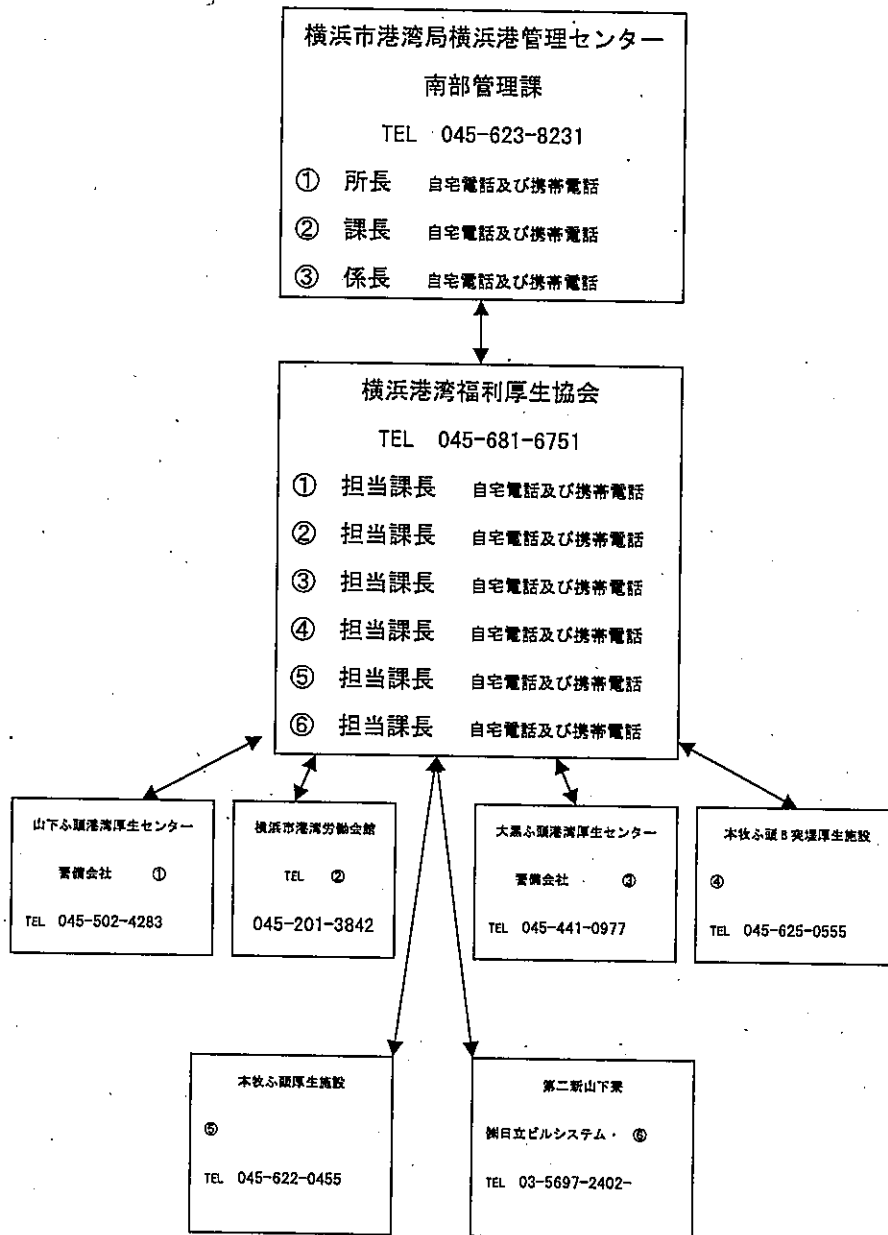 横浜市港湾局横浜港管理センター
南部管理課
TEL 045-623-8231
① 所長 自宅電話及び携帯電話
② 課長 自宅電話及び携帯電話
③ 係長 自宅電話及び携帯電話
横浜港湾福利厚生協会
TEL 045-681-6751
① 担当課長 自宅電話及び携帯電話
② 担当課長 自宅電話及び携帯電話
③ 担当課長 自宅電話及び携帯電話
④ 担当課長 自宅電話及び携帯電話
⑤ 担当課長 自宅電話及び携帯電話
⑥ 担当課長 自宅電話及び携帯電話
山下ふ頭港湾厚生センター
警備会社 ①
TEL 045-502-4283
横浜市港湾労働会館
TEL ②
045-201-3842
大黒ふ頭港湾厚生センター
警備会社 ③
TEL 045-441-0977
本牧ふ頭B突堤厚生施設
④
TEL 045-625-0555
本牧ふ頭厚生施設
⑤
TEL 045-622-0455
第二新山下寮
㈱日立ビルシステム・ ⑥
TEL 03-5697-2402-